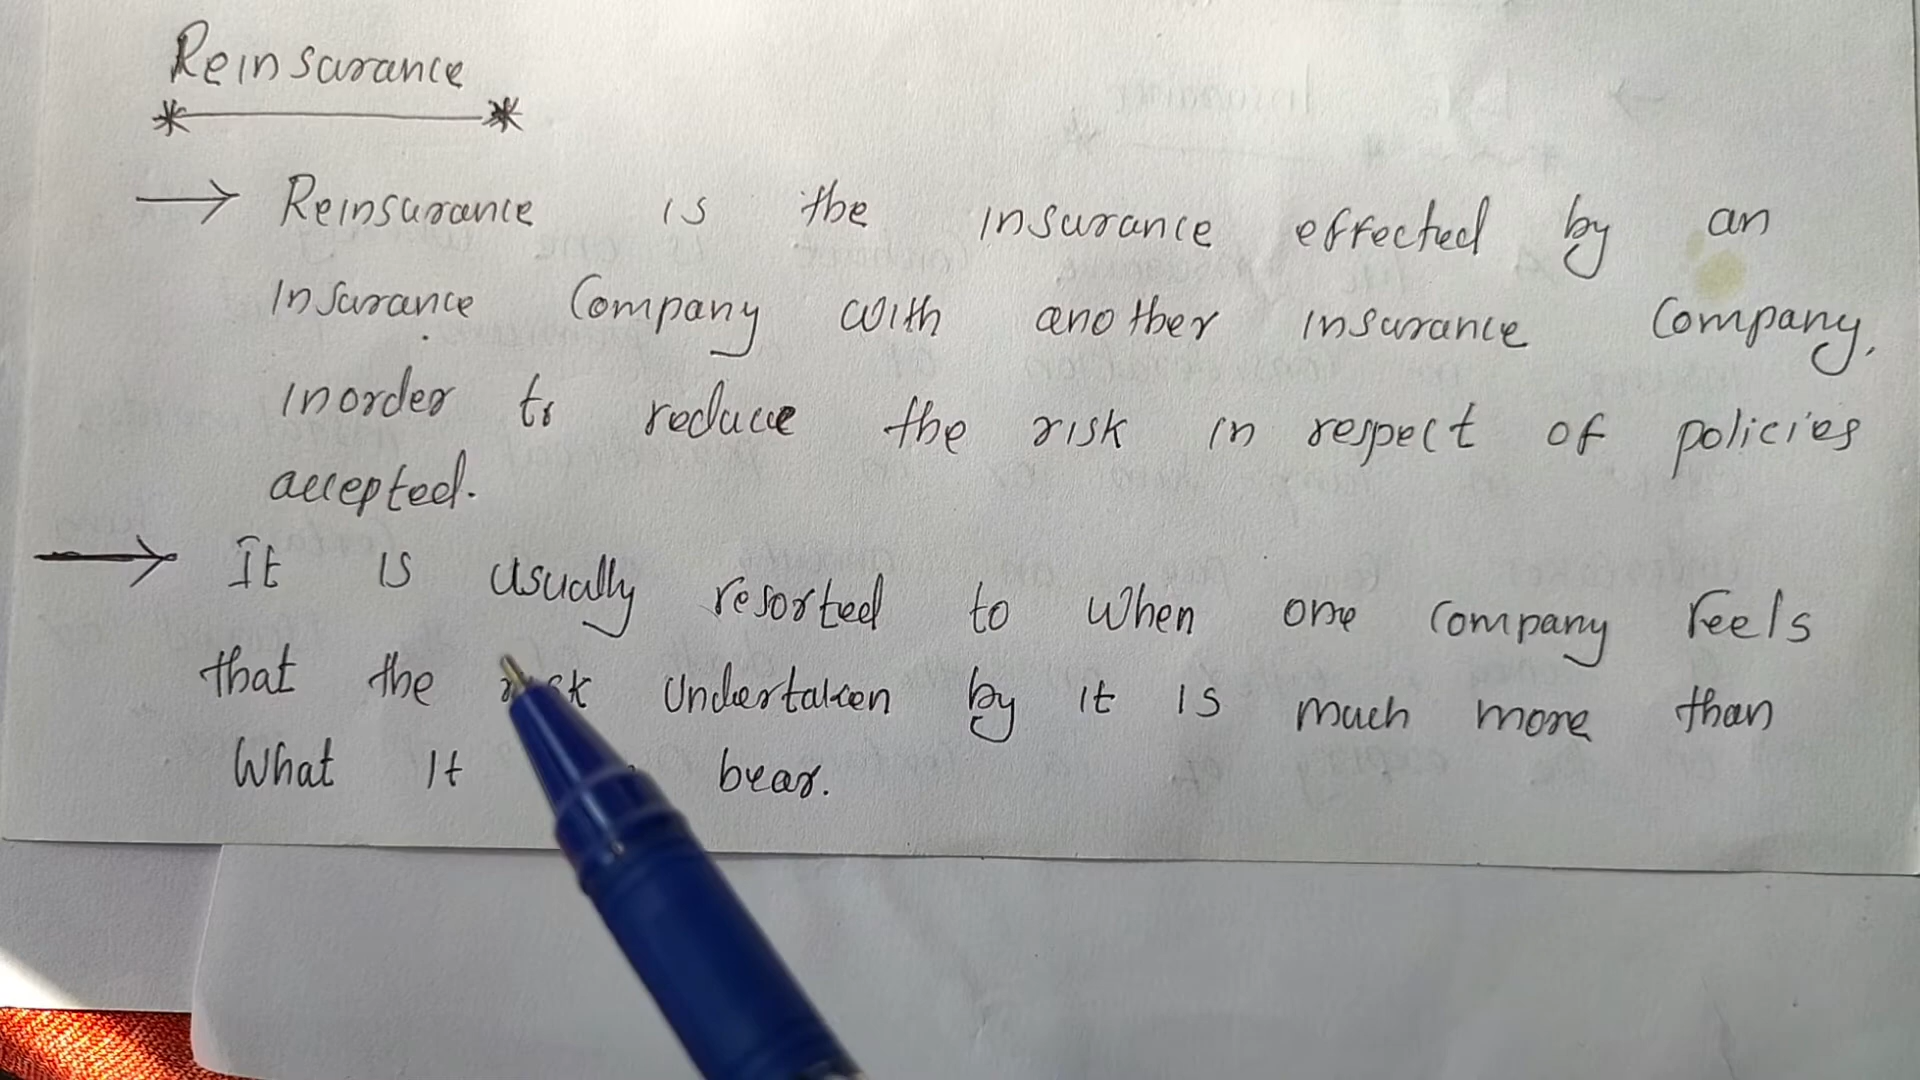 Reinsurance
→ Reinsurance is the insurance effected by an
insurance Company with another insurance Company,
inorder to reduce the risk in respect of policies
accepted.
→ It is usually resorted to when one company feels
that the risk undertaken by it is much more than
What it bear.